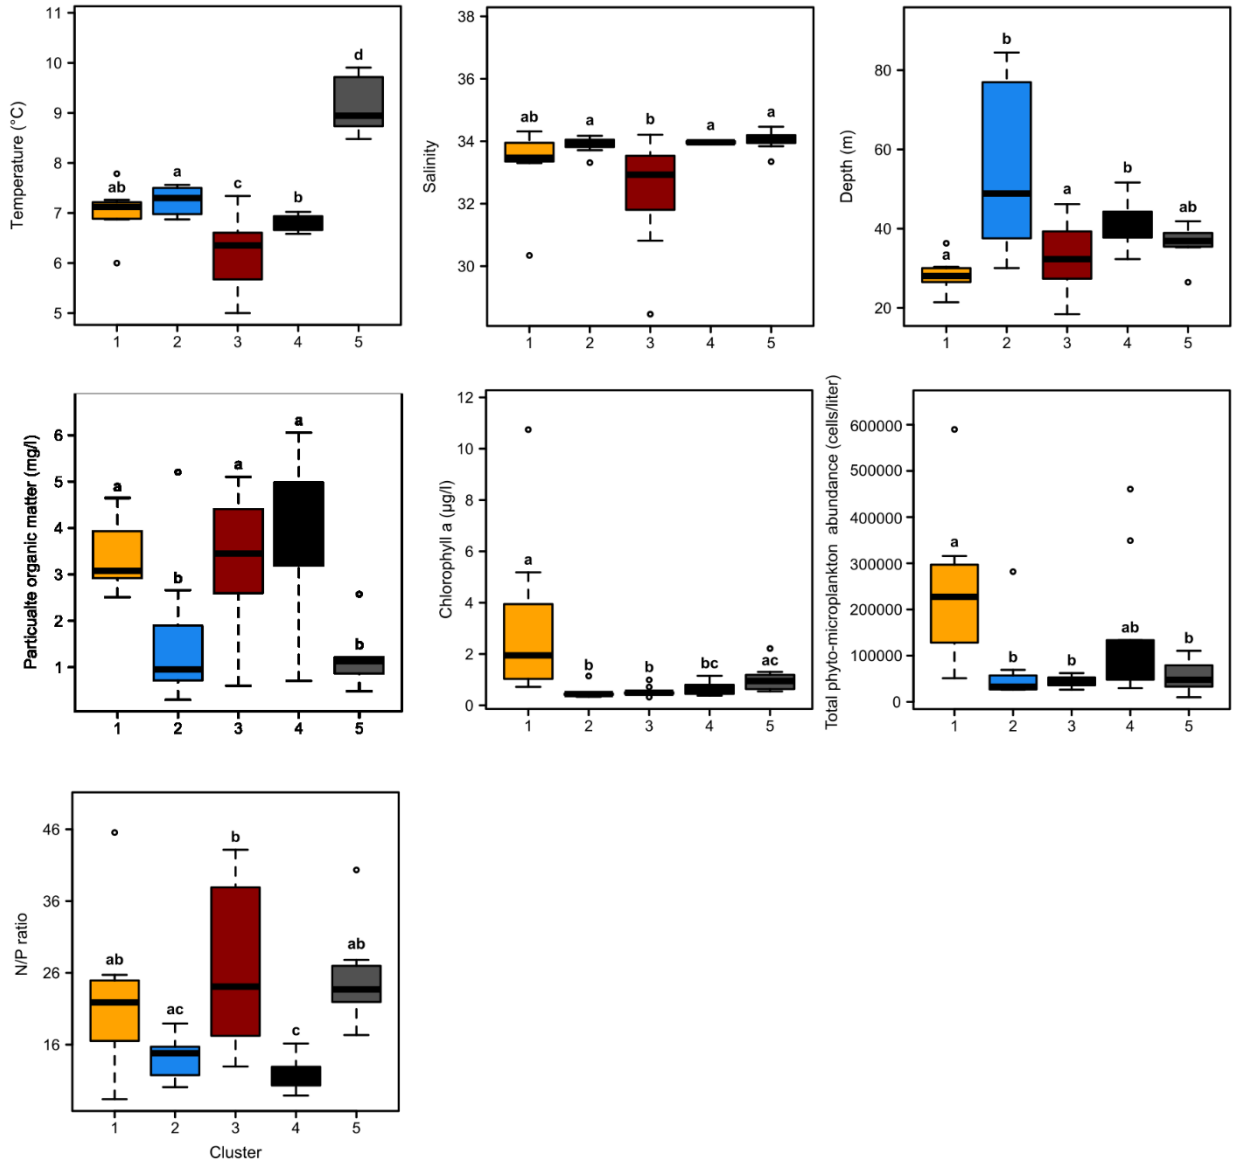 Temperature (°C)
11
10
9
8
7
6
5
ab
a
c
b
d
1 2 3 4 5
Salinity
38
36
34
32
30
ab
a
b
a
a
1 2 3 4 5
Depth (m)
80
60
40
20
a
b
a
b
ab
1 2 3 4 5
Particualte organic matter (mg/l)
6
5
4
3
2
1
a
b
a
a
b
1 2 3 4 5
Chlorophyll a (µg/l)
12
10
8
6
4
2
0
a
b
b
bc
ac
1 2 3 4 5
Total phyto-microplankton abundance (cells/liter)
600000
500000
400000
300000
200000
100000
0
a
b
b
ab
b
1 2 3 4 5
N/P ratio
46
36
26
16
ab
ac
b
c
ab
1 2 3 4 5
Cluster